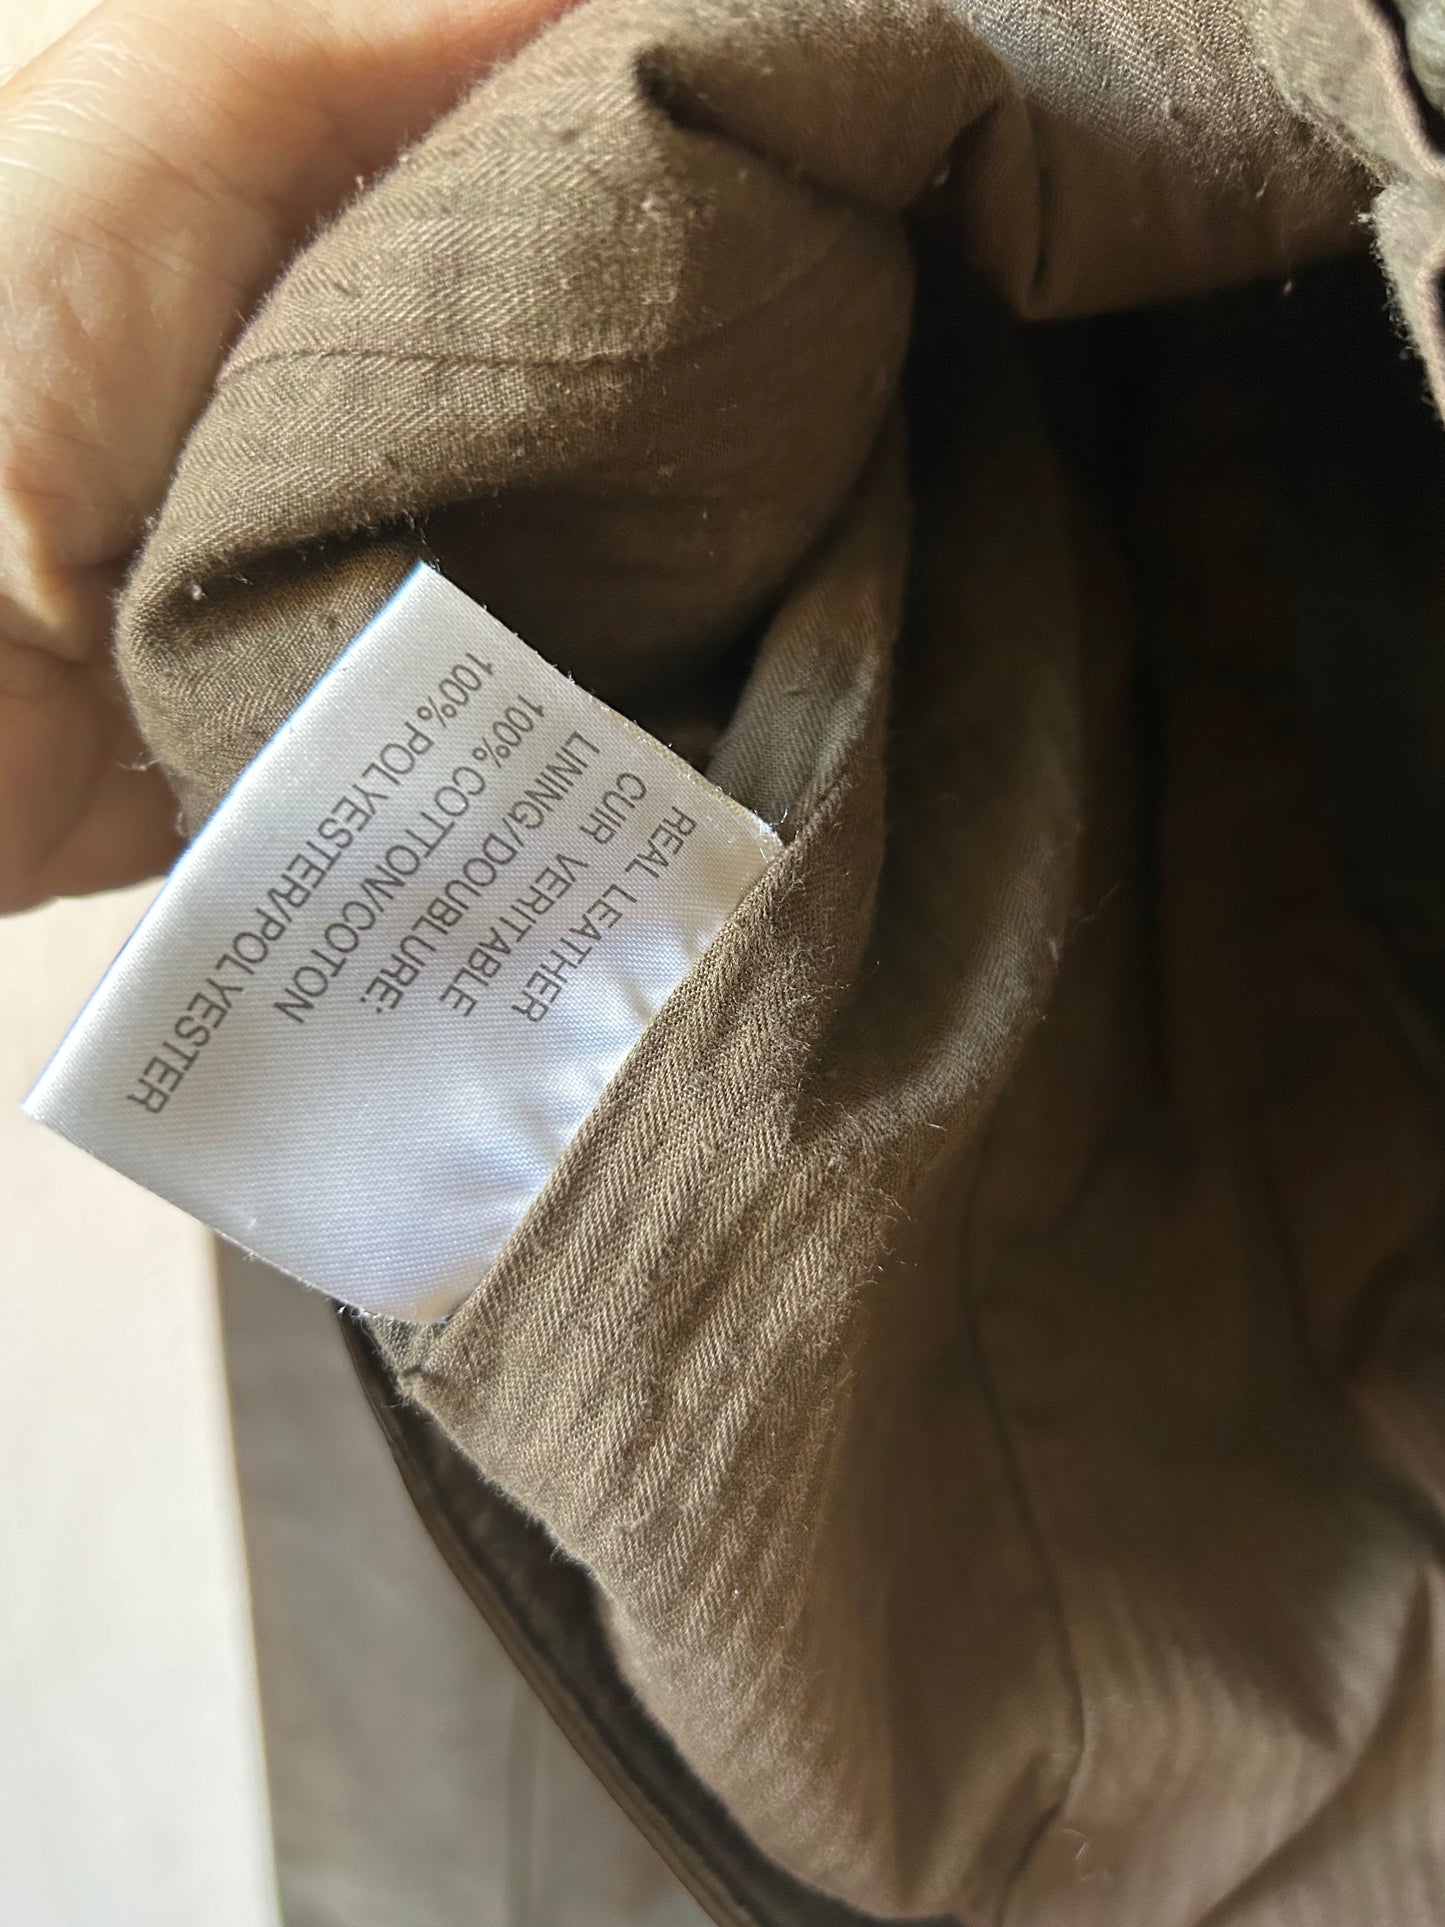 REAL LEATHER
CUIR VERITABLE
LINING/DOUBLURE:
100% COTTON/COTON
100% POLYESTER/POLYESTER